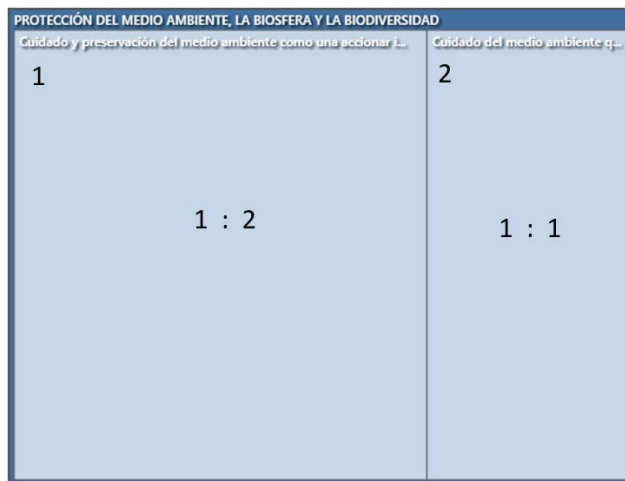 PROTECCIÓN DEL MEDIO AMBIENTE, LA BIOSFERA Y LA BIODIVERSIDAD
Cuidado y preservación del medio ambiente como una accionar i...
1
1 : 2
Cuidado del medio ambiente q...
2
1 : 1